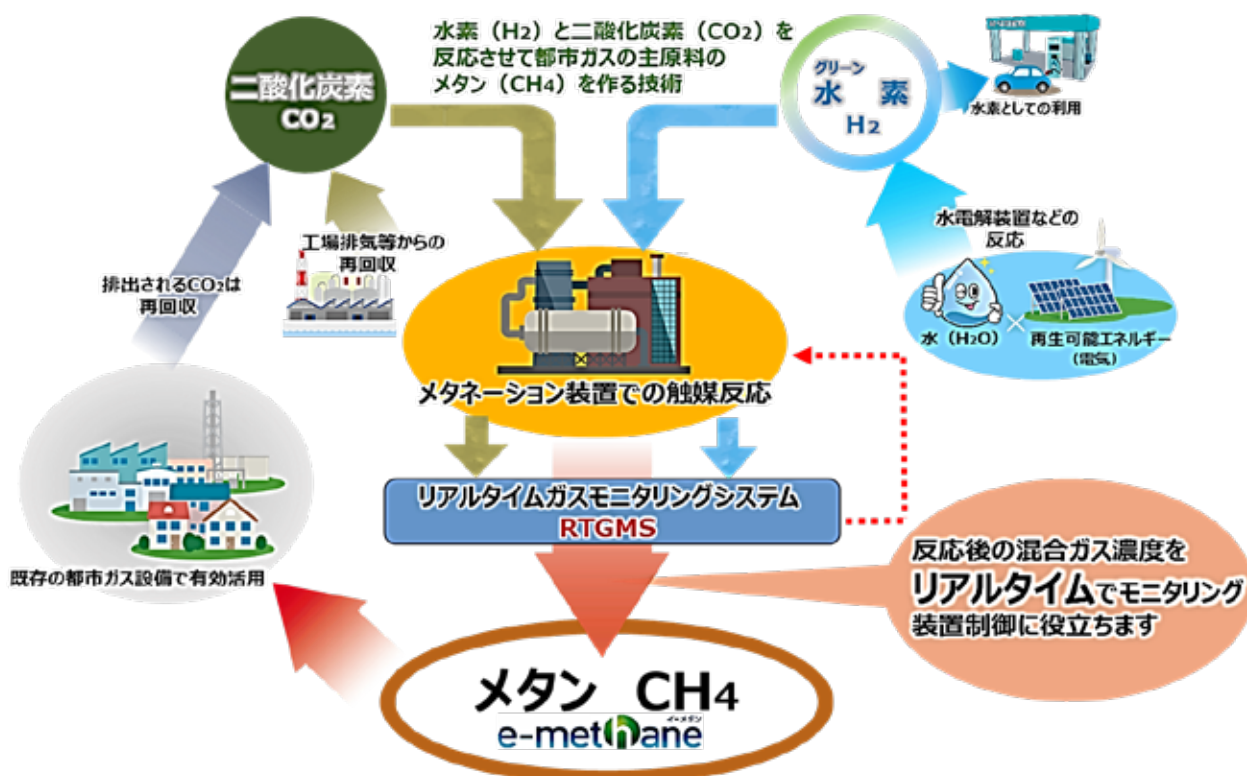 水素（H₂）と二酸化炭素（CO₂）を
反応させて都市ガスの主原料の
メタン（CH₄）を作る技術
二酸化炭素
CO₂
グリーン
水 素
H₂
水素としての利用
水電解装置などの
反応
水（H₂O）
×
再生可能エネルギー
（電気）
工場排気等からの
再回収
排出されるCO₂は
再回収
メタネーション装置での触媒反応
リアルタイムガスモニタリングシステム
RTGMS
反応後の混合ガス濃度を
リアルタイムでモニタリング
装置制御に役立ちます
既存の都市ガス設備で有効活用
メタン CH₄
イーメタン
e-methane